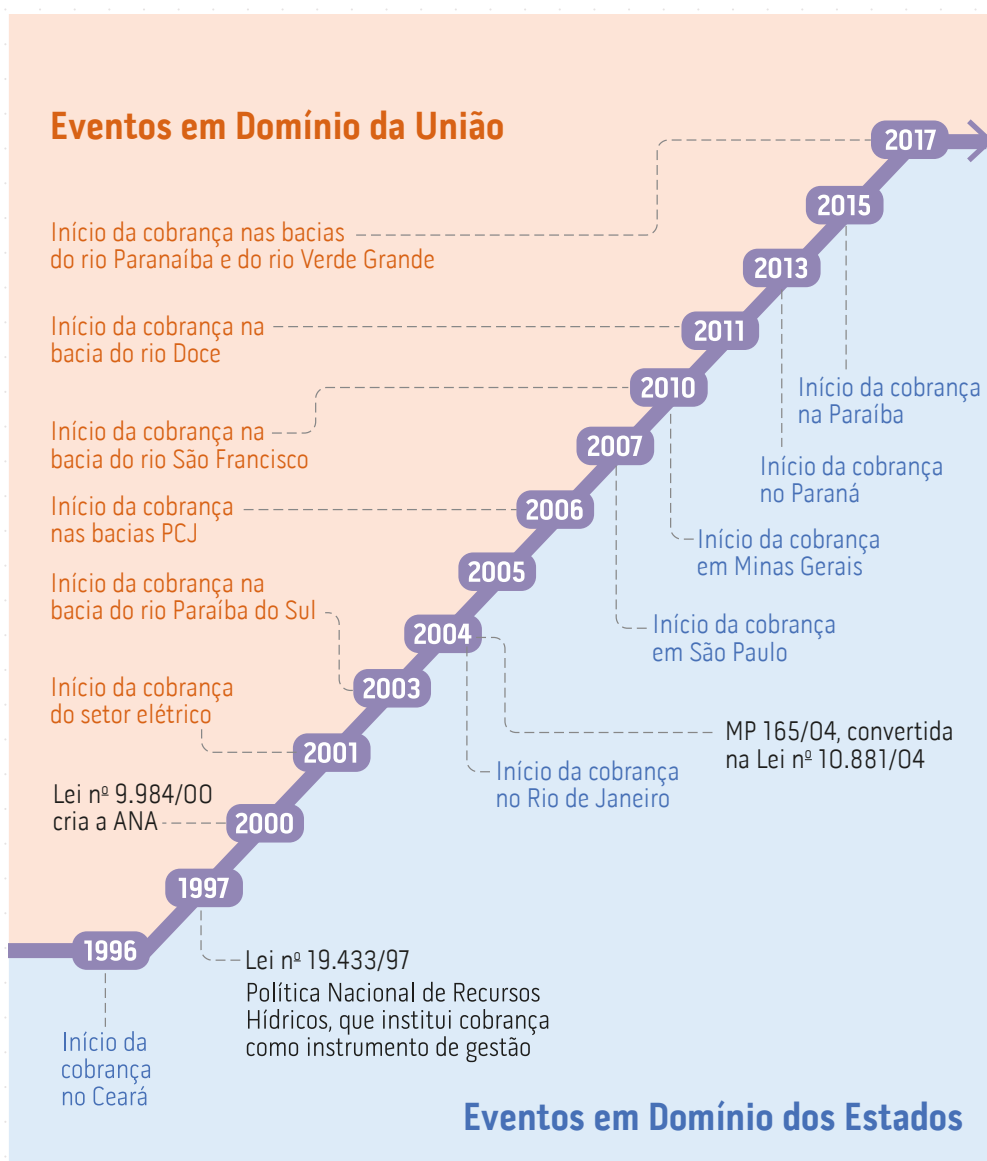 Eventos em Domínio da União
2017
2015
Início da cobrança nas bacias
do rio Paranaíba e do rio Verde Grande
2013
Início da cobrança na
bacia do rio Doce
2011
2010
Início da cobrança
na Paraíba
Início da cobrança na
bacia do rio São Francisco
2007
Início da cobrança
no Paraná
Início da cobrança
nas bacias PCJ
2006
Início da cobrança
em Minas Gerais
2005
Início da cobrança na
bacia do rio Paraíba do Sul
2004
Início da cobrança
em São Paulo
2003
Início da cobrança
do setor elétrico
MP 165/04, convertida
na Lei nº 10.881/04
2001
Início da cobrança
no Rio de Janeiro
Lei nº 9.984/00
cria a ANA
2000
1997
1996
Lei nº 19.433/97
Política Nacional de Recursos
Hídricos, que institui cobrança
como instrumento de gestão
Início da
cobrança
no Ceará
Eventos em Domínio dos Estados